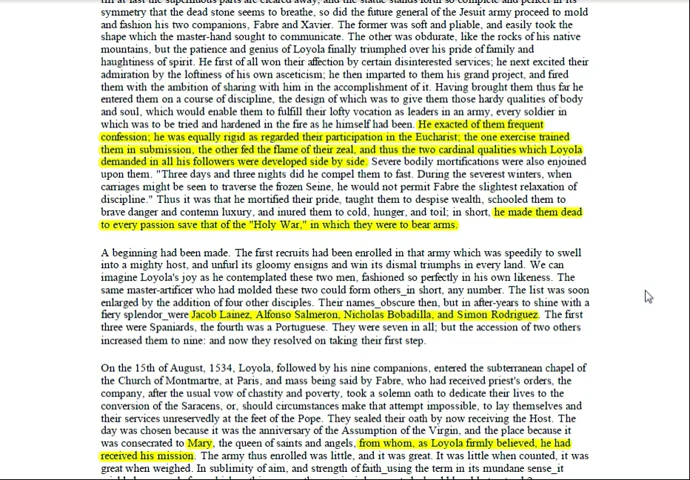 symmetry that the dead stone seems to breathe, so did the future general of the Jesuit army proceed to mold
and fashion his two companions, Fabre and Xavier. The former was soft and pliable, and easily took the
shape which the master-hand sought to communicate. The other was obdurate, like the rocks of his native
mountains, but the patience and genius of Loyola finally triumphed over his pride of family and
haughtiness of spirit. He first of all won their affection by certain disinterested services; he next excited their
admiration by the loftiness of his own asceticism; he then imparted to them his grand project, and fired
them with the ambition of sharing with him in the accomplishment of it. Having brought them thus far he
entered them on a course of discipline, the design of which was to give them those hardy qualities of body
and soul, which would enable them to fulfill their lofty vocation as leaders in an army, every soldier in
which was to be tried and hardened in the fire as he himself had been. He exacted of them frequent
confession; he was equally rigid as regarded their participation in the Eucharist; the one exercise trained
them in submission, the other fed the flame of their zeal, and thus the two cardinal qualities which Loyola
demanded in all his followers were developed side by side. Severe bodily mortifications were also enjoined
upon them. "Three days and three nights did he compel them to fast. During the severest winters, when
carriages might be seen to traverse the frozen Seine, he would not permit Fabre the slightest relaxation of
discipline." Thus it was that he mortified their pride, taught them to despise wealth, schooled them to
brave danger and contemn luxury, and inured them to cold, hunger, and toil; in short, he made them dead
to every passion save that of the "Holy War," in which they were to bear arms.
A beginning had been made. The first recruits had been enrolled in that army which was speedily to swell
into a mighty host, and unfurl its gloomy ensigns and win its dismal triumphs in every land. We can
imagine Loyola's joy as he contemplated these two men, fashioned so perfectly in his own likeness. The
same master-artificer who had molded these two could form others_in short, any number. The list was soon
enlarged by the addition of four other disciples. Their names_obscure then, but in after-years to shine with a
fiery splendor_were Jacob Lainez, Alfonso Salmeron, Nicholas Bobadilla, and Simon Rodriguez. The first
three were Spaniards, the fourth was a Portuguese. They were seven in all; but the accession of two others
increased them to nine: and now they resolved on taking their first step.
On the 15th of August, 1534, Loyola, followed by his nine companions, entered the subterranean chapel of
the Church of Montmartre, at Paris, and mass being said by Fabre, who had received priest's orders, the
company, after the usual vow of chastity and poverty, took a solemn oath to dedicate their lives to the
conversion of the Saracens, or, should circumstances make that attempt impossible, to lay themselves and
their services unreservedly at the feet of the Pope. They sealed their oath by now receiving the Host. The
day was chosen because it was the anniversary of the Assumption of the Virgin, and the place because it
was consecrated to Mary, the queen of saints and angels, from whom, as Loyola firmly believed, he had
received his mission. The army thus enrolled was little, and it was great. It was little when counted, it was
great when weighed. In sublimity of aim, and strength of faith_using the term in its mundane sense_it